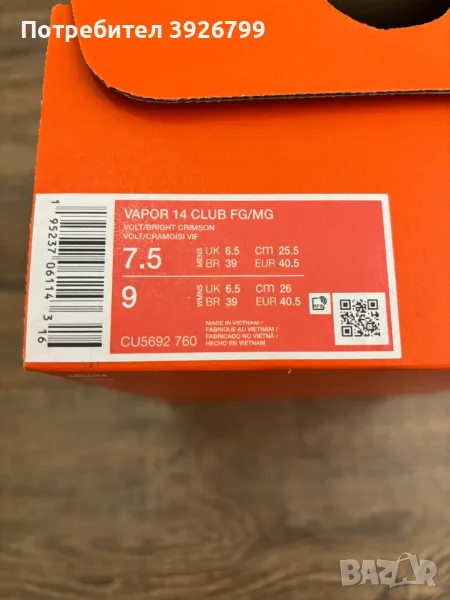 Потребител 3926799
VAPOR 14 CLUB FG/MG
VOLT/BRIGHT CRIMSON
VOLT/CRAMOISI VIF
7.5 MENS UK 6.5 CM 25.5
BR 39 EUR 40.5
9 WMNS UK 6.5 CM 26
BR 39 EUR 40.5
MADE IN VIETNAM /
FABRIQUE AU VIETNAM /
FABRICADO NO VIETNÃ /
HECHO EN VIETNAM
CU5692 760
1 95237 06114 3 16
BAZAR